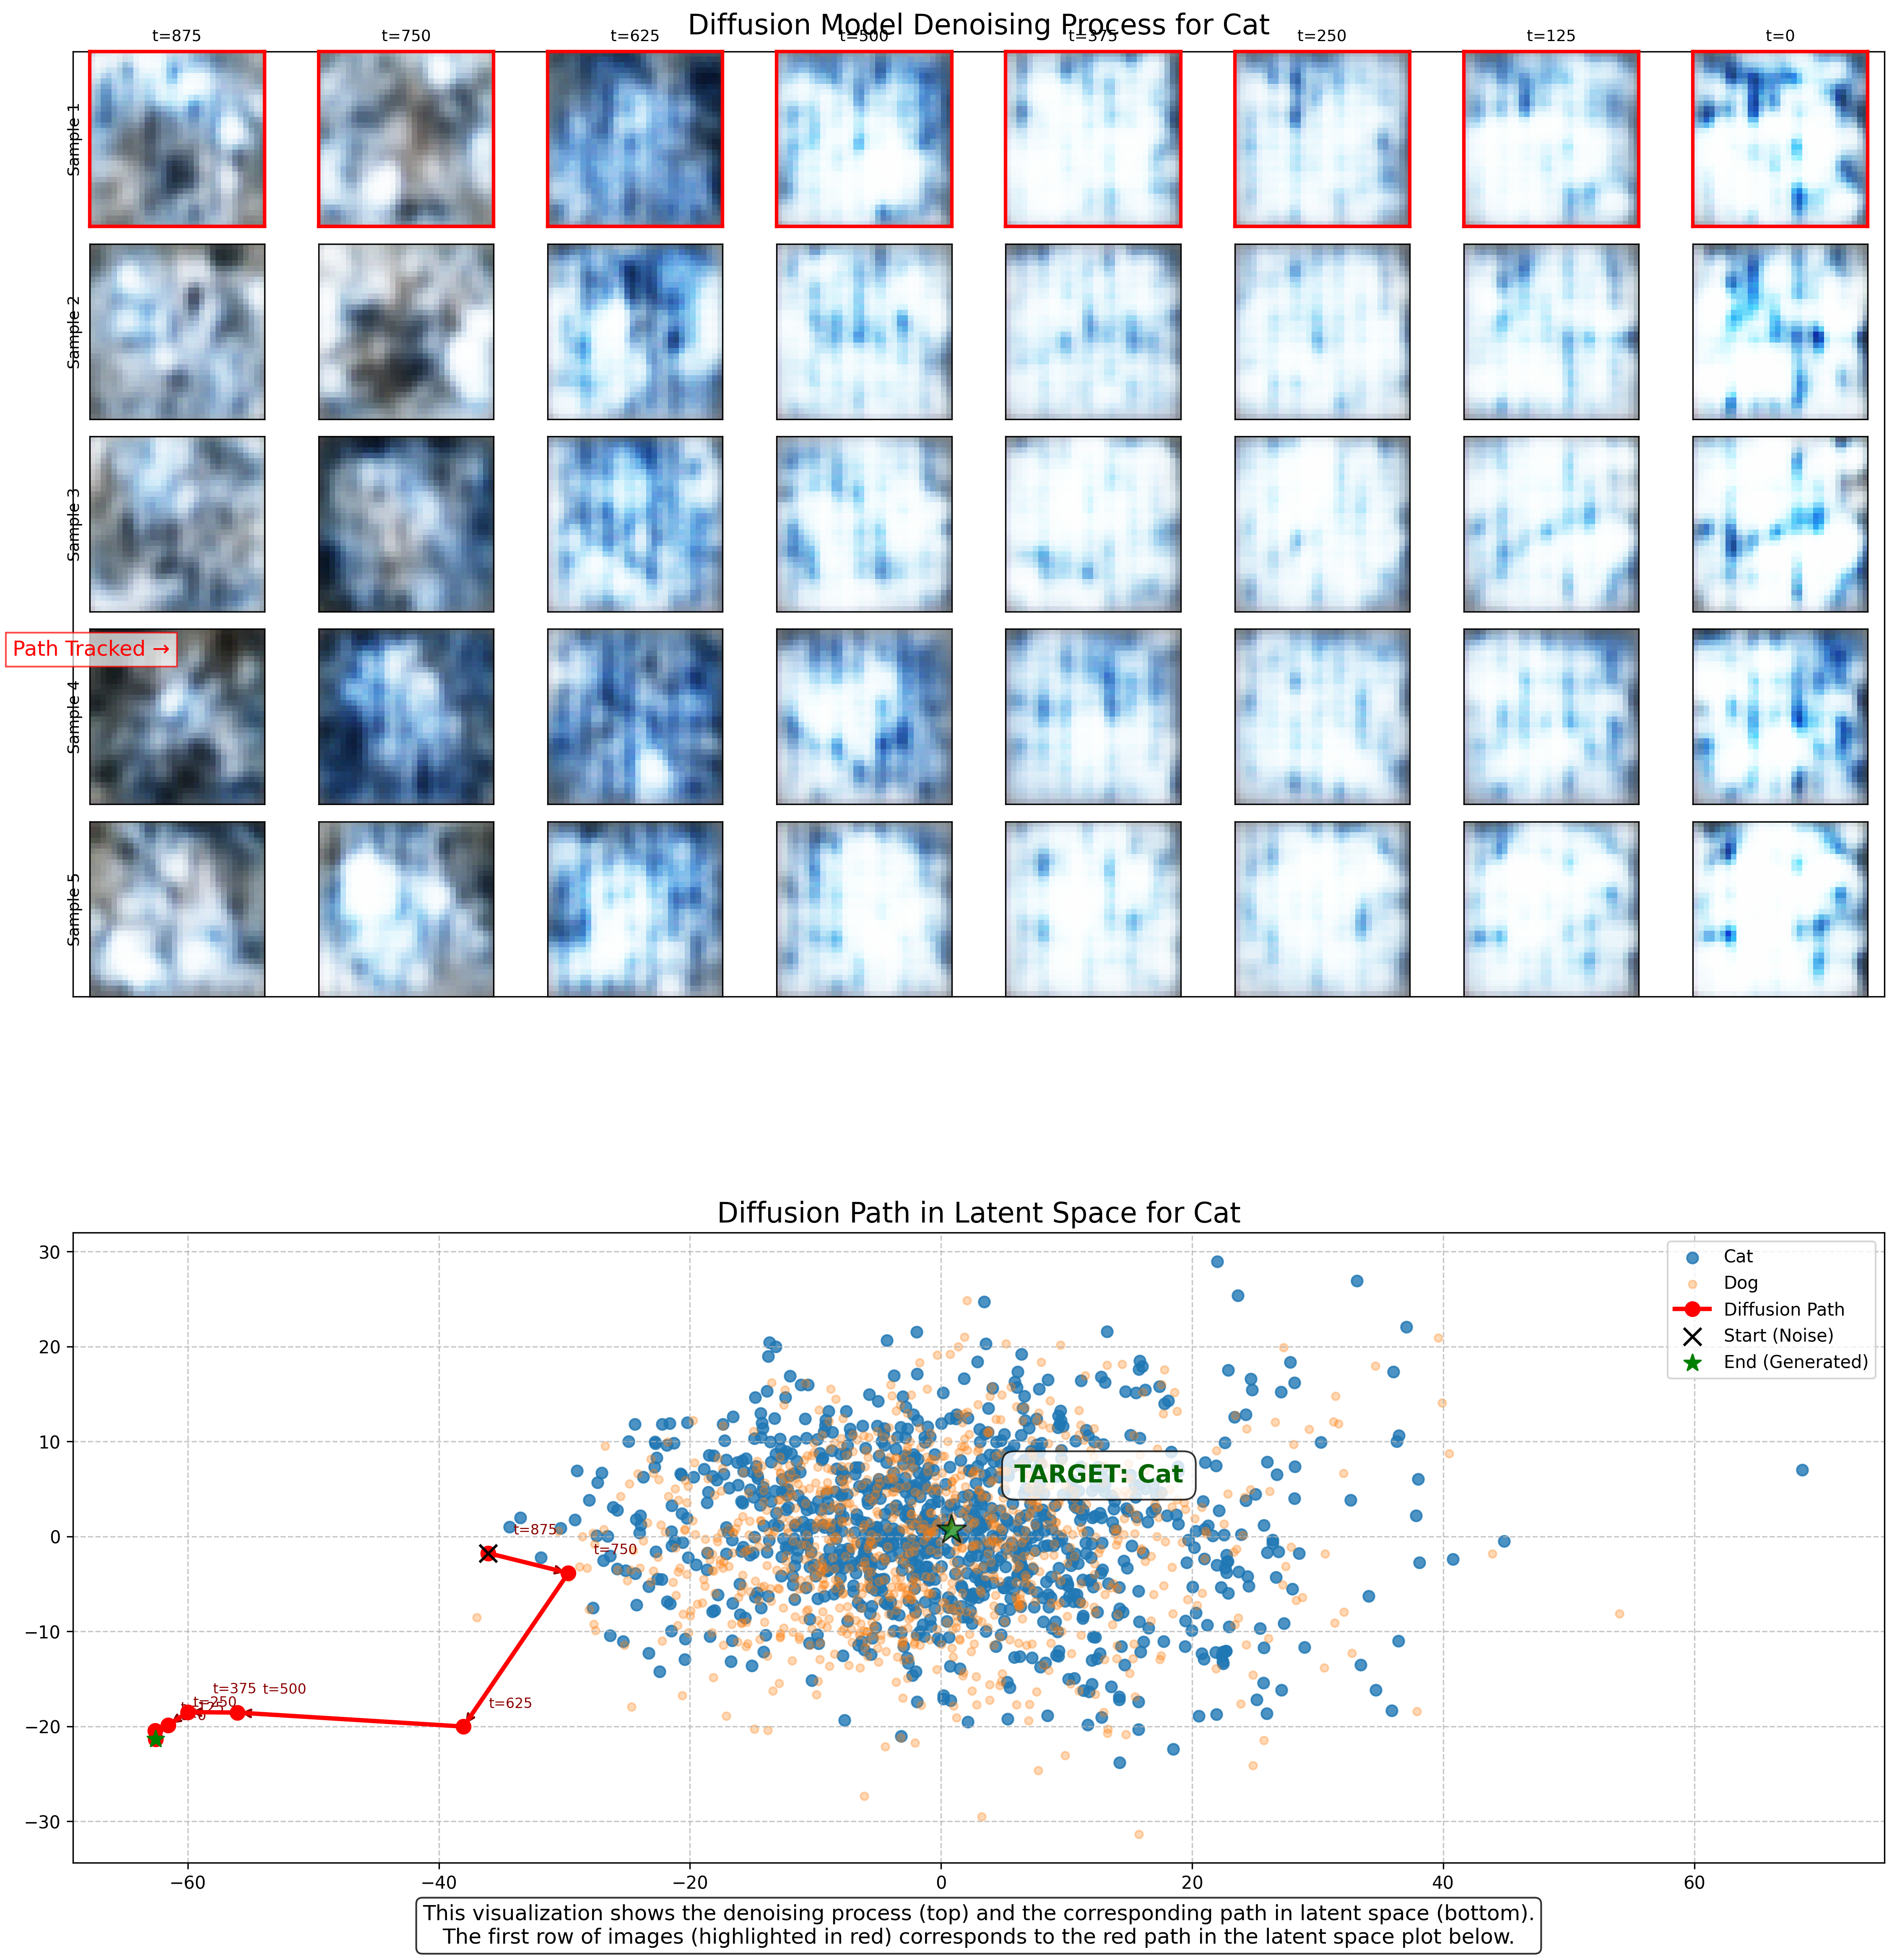 Diffusion Model Denoising Process for Cat
t=875
t=750
t=625
t=500
t=375
t=250
t=125
t=0
Sample 1
Sample 2
Sample 3
Path Tracked →
Sample 4
Sample 5
Diffusion Path in Latent Space for Cat
30
20
10
0
−10
−20
−30
Cat
Dog
Diffusion Path
Start (Noise)
End (Generated)
TARGET: Cat
t=875
t=750
t=625
t=500
t=375
t=250
−60
−40
−20
0
20
40
60
This visualization shows the denoising process (top) and the corresponding path in latent space (bottom).
The first row of images (highlighted in red) corresponds to the red path in the latent space plot below.